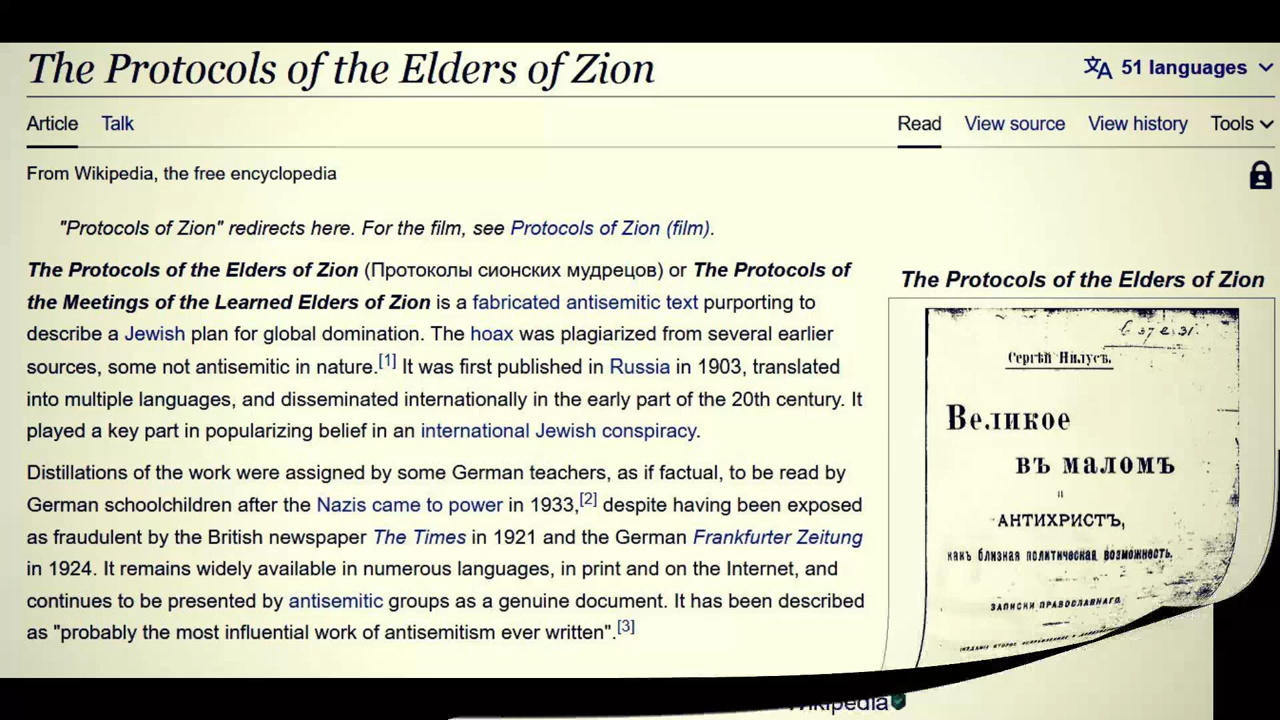 The Protocols of the Elders of Zion
51 languages
Article Talk
Read View source View history Tools
From Wikipedia, the free encyclopedia
"Protocols of Zion" redirects here. For the film, see Protocols of Zion (film).
The Protocols of the Elders of Zion (Протоколы сионских мудрецов) or The Protocols of
the Meetings of the Learned Elders of Zion is a fabricated antisemitic text purporting to
describe a Jewish plan for global domination. The hoax was plagiarized from several earlier
sources, some not antisemitic in nature.[1] It was first published in Russia in 1903, translated
into multiple languages, and disseminated internationally in the early part of the 20th century. It
played a key part in popularizing belief in an international Jewish conspiracy.
Distillations of the work were assigned by some German teachers, as if factual, to be read by
German schoolchildren after the Nazis came to power in 1933,[2] despite having been exposed
as fraudulent by the British newspaper The Times in 1921 and the German Frankfurter Zeitung
in 1924. It remains widely available in numerous languages, in print and on the Internet, and
continues to be presented by antisemitic groups as a genuine document. It has been described
as "probably the most influential work of antisemitism ever written".[3]
The Protocols of the Elders of Zion
Сергѣй Нилусъ.
Великое
въ маломъ
и
АНТИХРИСТЪ,
какъ близкая политическая возможность.
ЗАПИСКИ ПРАВОСЛАВНАГО
Wikipedia